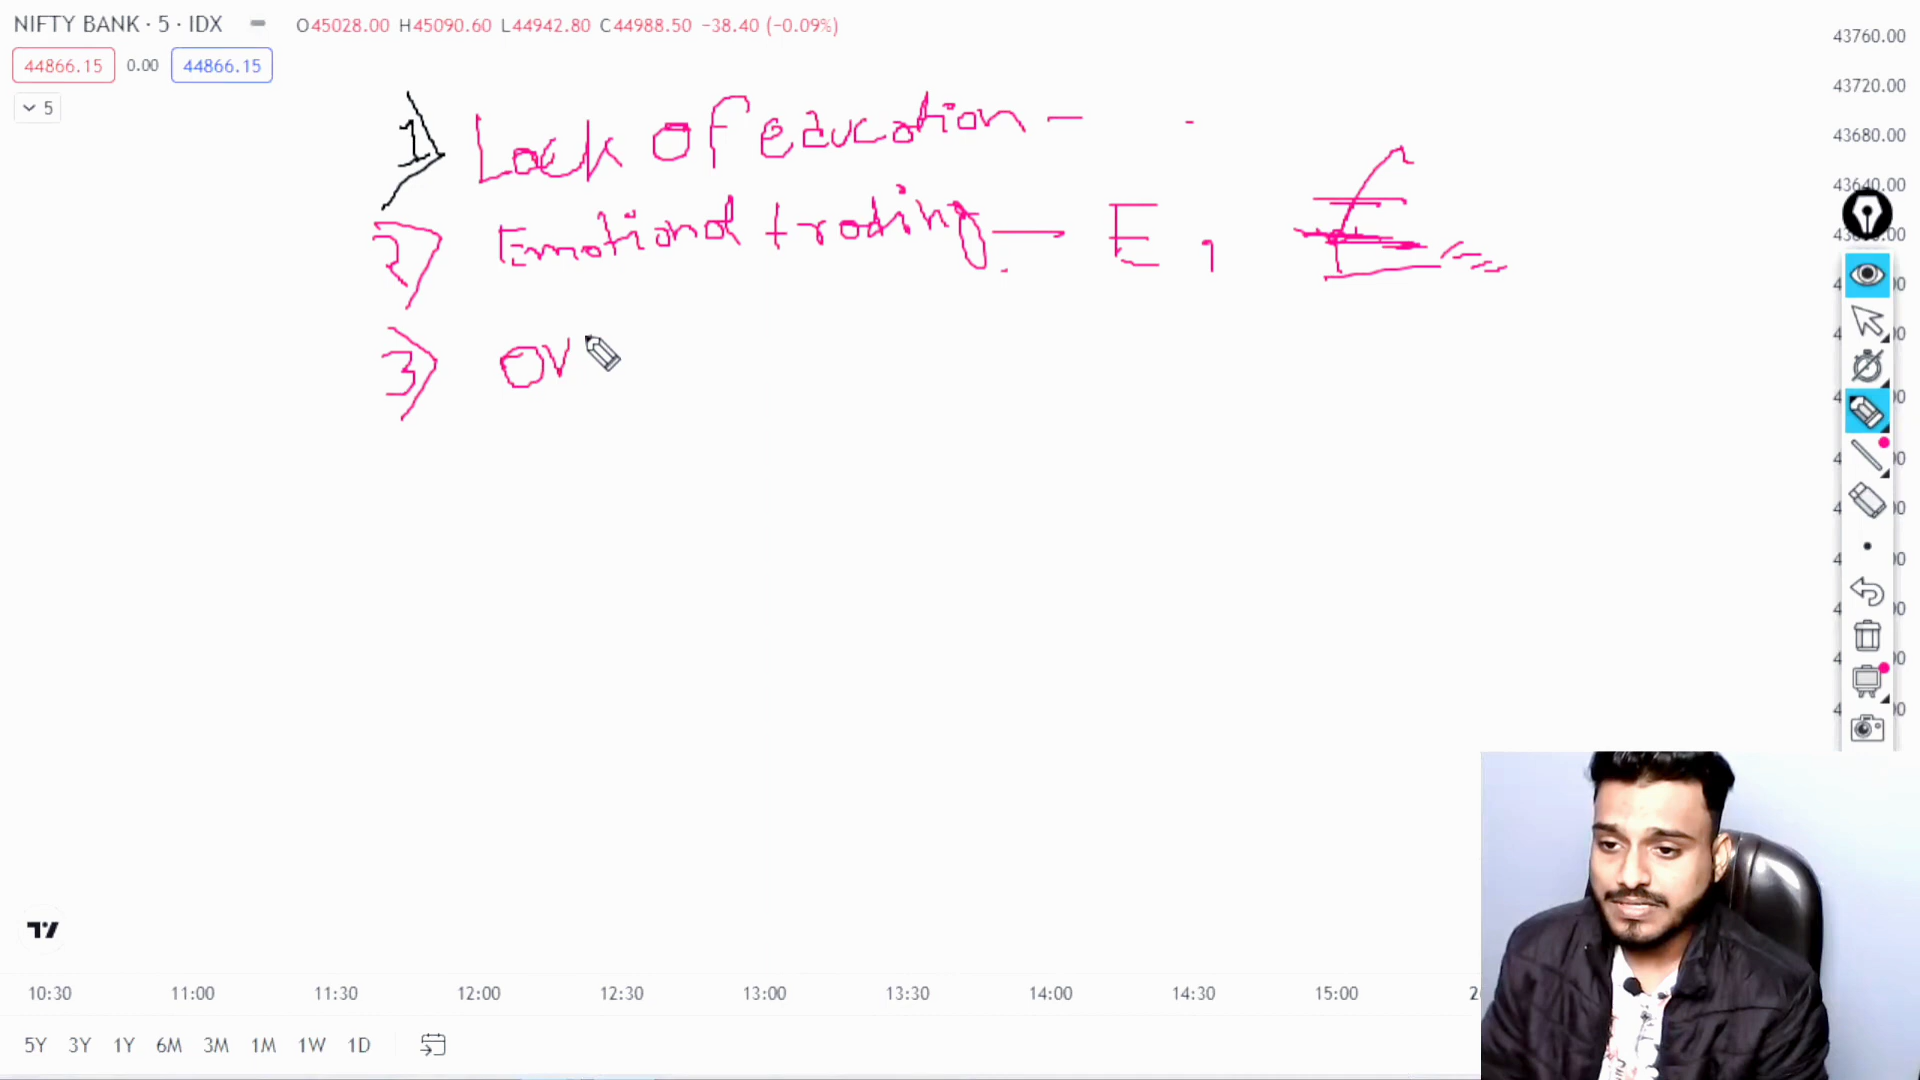 NIFTY BANK · 5 · IDX O45028.00 H45090.60 L44942.80 C44988.50 −38.40 (−0.09%)
44866.15 0.00 44866.15
5
43760.00
43720.00
43680.00
43640.00
1) Lack of education –
2) Emotional trading — E,
3) OV
10:30 11:00 11:30 12:00 12:30 13:00 13:30 14:00 14:30 15:00
5Y 3Y 1Y 6M 3M 1M 1W 1D